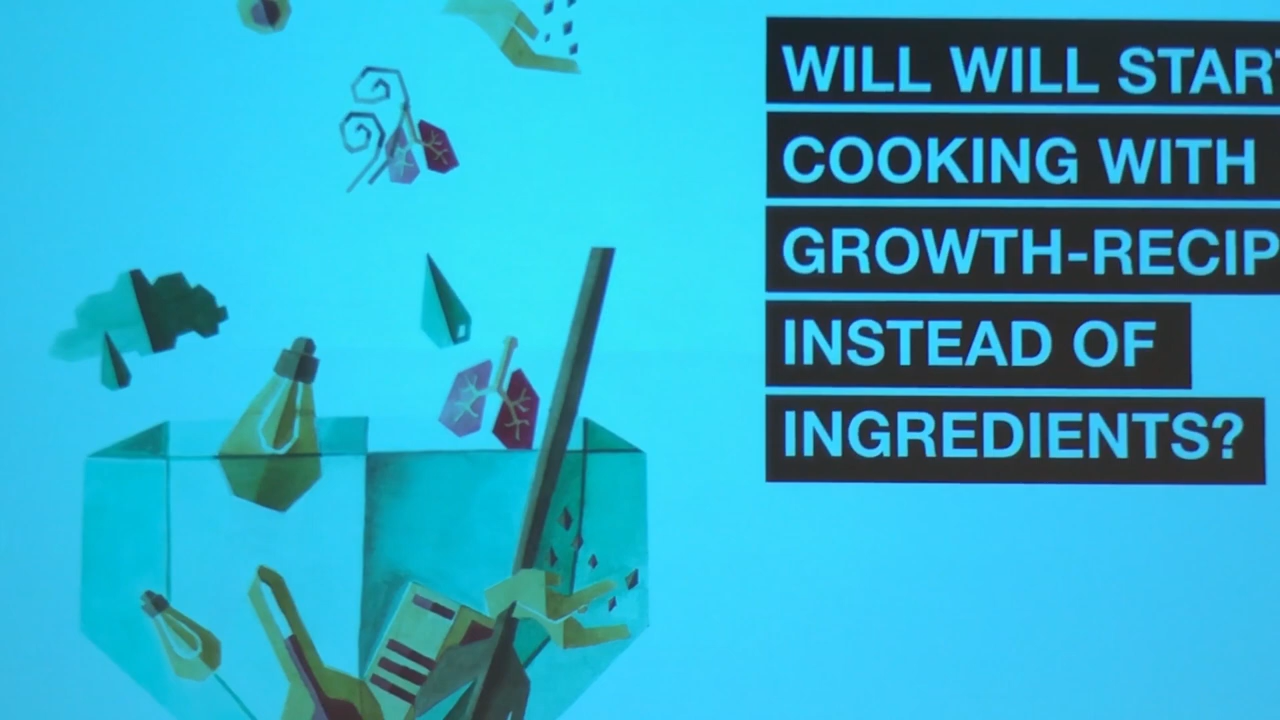 WILL WILL START
COOKING WITH
GROWTH-RECIP
INSTEAD OF
INGREDIENTS?